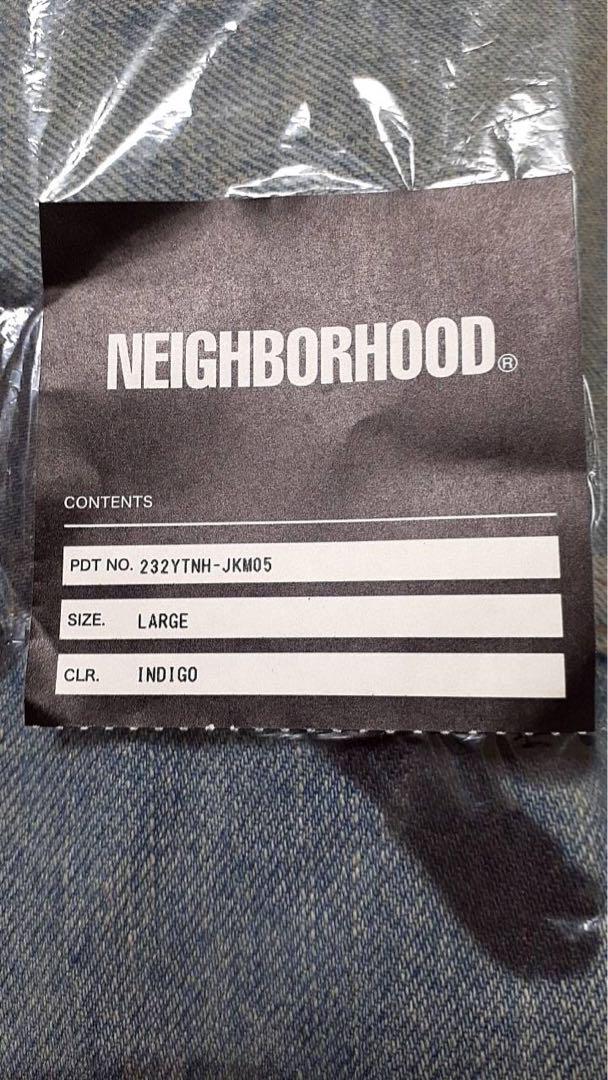 NEIGHBORHOOD®
CONTENTS
PDT NO. 232YTNH-JKM05
SIZE. LARGE
CLR. INDIGO